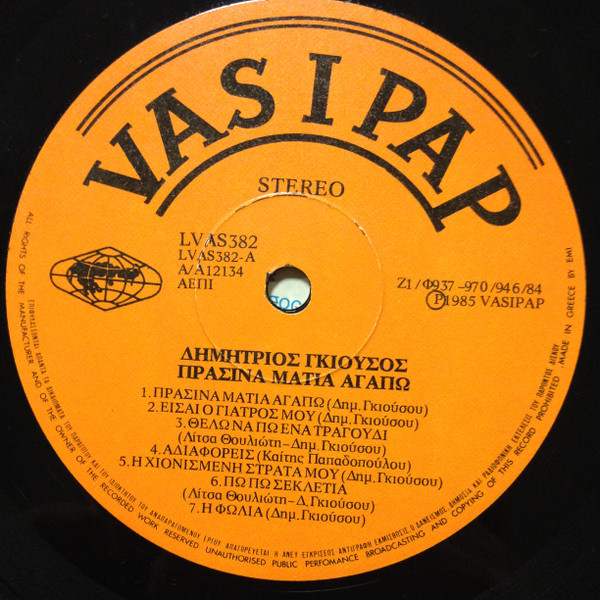 VASIPAP
STEREO
LVAS382
LVAS382-A
A/A12134
ΑΕΠΙ
Z1/Φ937-970/946/84
Ⓟ1985 VASIPAP
ΔΗΜΗΤΡΙΟΣ ΓΚΙΟΥΣΟΣ
ΠΡΑΣΙΝΑ ΜΑΤΙΑ ΑΓΑΠΩ
1. ΠΡΑΣΙΝΑ ΜΑΤΙΑ ΑΓΑΠΩ (Δημ. Γκιούσου)
2. ΕΙΣΑΙ Ο ΓΙΑΤΡΟΣ ΜΟΥ (Δημ. Γκιούσου)
3. ΘΕΛΩ ΝΑ ΠΩ ΕΝΑ ΤΡΑΓΟΥΔΙ
(Λίτσα Θουλιώτη-Δημ. Γκιούσου)
4. ΑΔΙΑΦΟΡΕΙΣ (Καίτης Παπαδοπούλου)
5. Η ΧΙΟΝΙΣΜΕΝΗ ΣΤΡΑΤΑ ΜΟΥ (Δημ. Γκιούσου)
6. ΠΩ ΠΩ ΣΕΚΛΕΤΙΑ
(Λίτσα Θουλιώτη-Δ. Γκιούσου)
7. Η ΦΩΛΙΑ (Δημ. Γκιούσου)
ALL RIGHTS OF THE MANUFACTURER AND OF THE OWNER OF THE RECORDED WORK RESERVED UNAUTHORISED PUBLIC PERFOMANCE BROADCASTING AND COPYING OF THIS RECORD PROHIBITED. MADE IN GREECE BY EMI